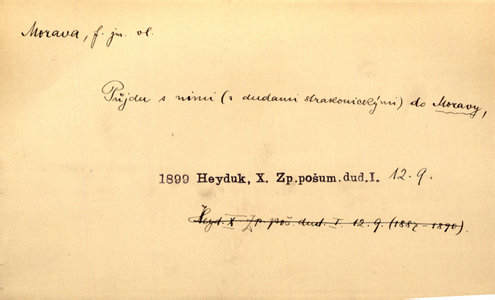 Morava, f. jm. vl.
Půjdu s nimi (s dudami strakonickými) do Moravy,
1899 Heyduk, X. Zp.pošum.dud.I. 12.9.
Heyd. X. Zp. Poš. dud. I. 12.9. (1887-1890).